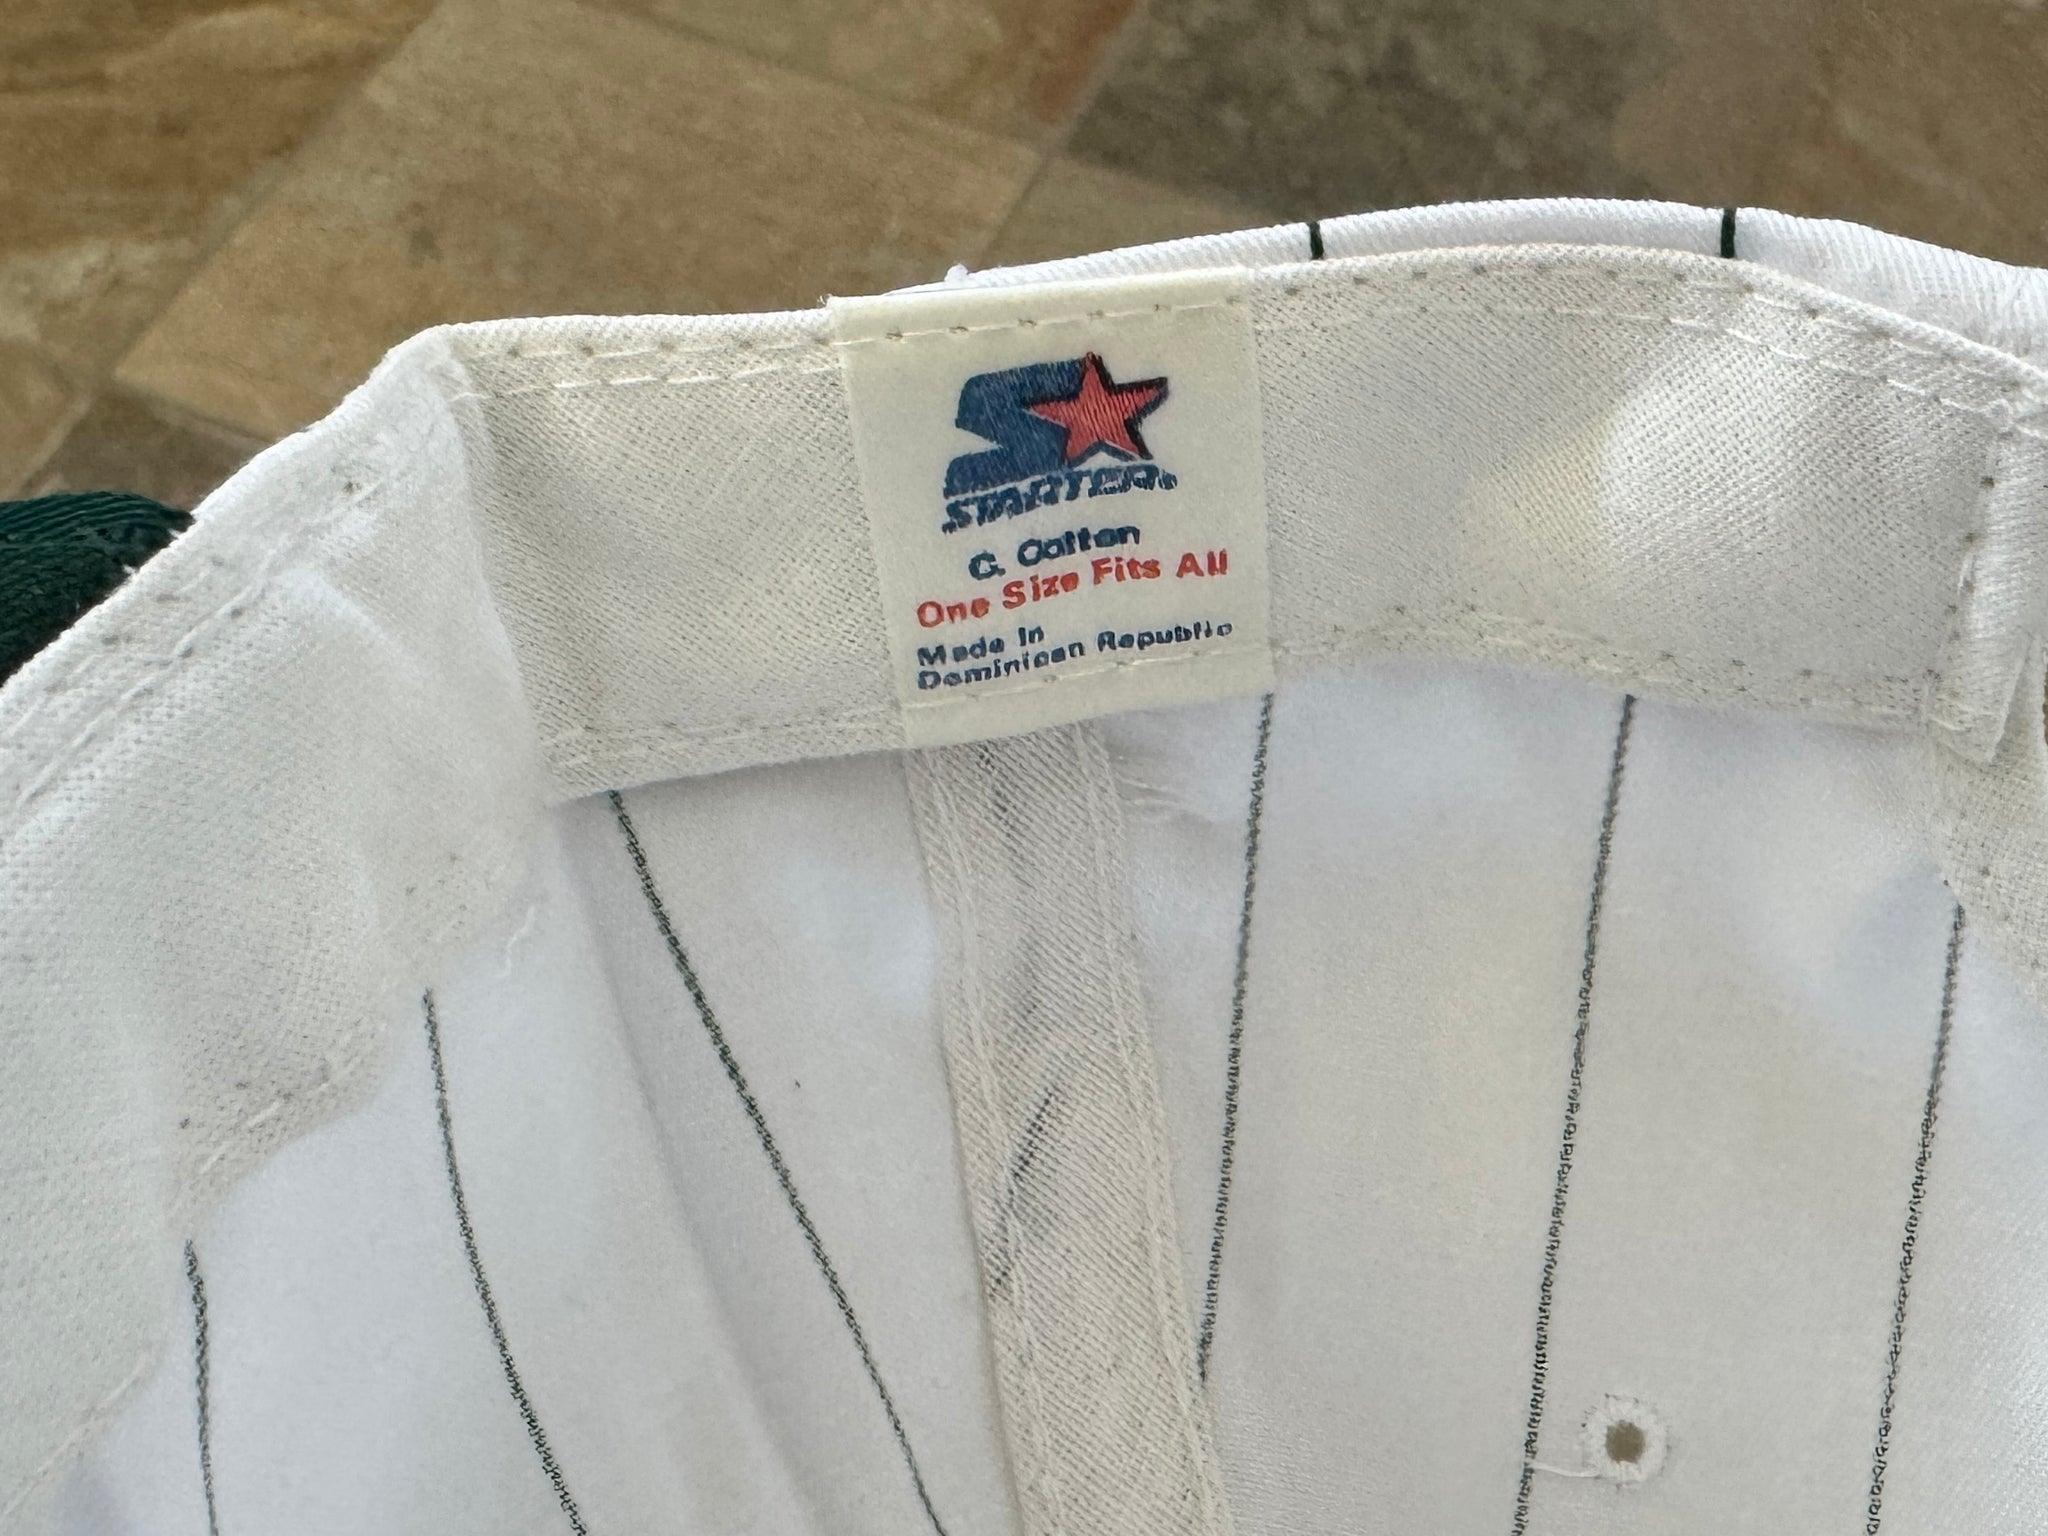 STARTER
C. Cotton
One Size Fits All
Made In
Dominican Republic